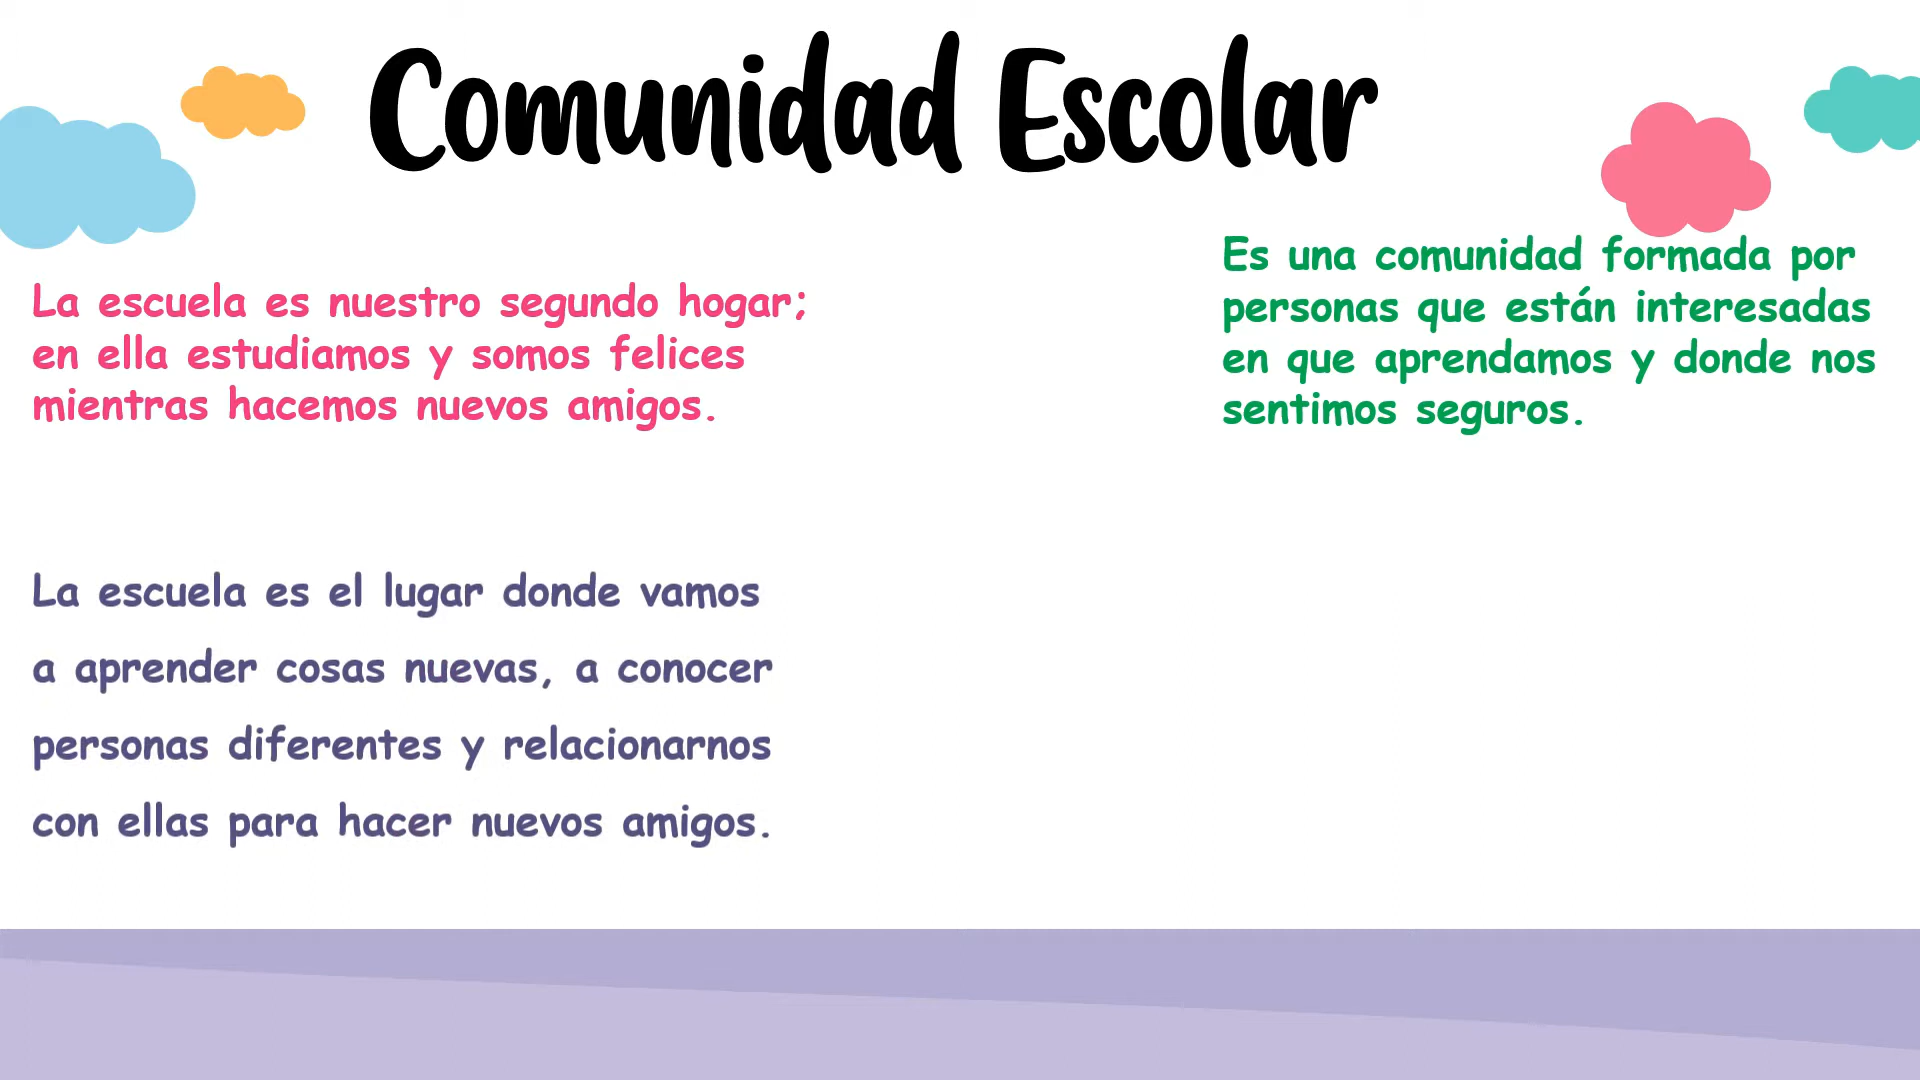 Comunidad Escolar
La escuela es nuestro segundo hogar;
en ella estudiamos y somos felices
mientras hacemos nuevos amigos.
Es una comunidad formada por
personas que están interesadas
en que aprendamos y donde nos
sentimos seguros.
La escuela es el lugar donde vamos
a aprender cosas nuevas, a conocer
personas diferentes y relacionarnos
con ellas para hacer nuevos amigos.